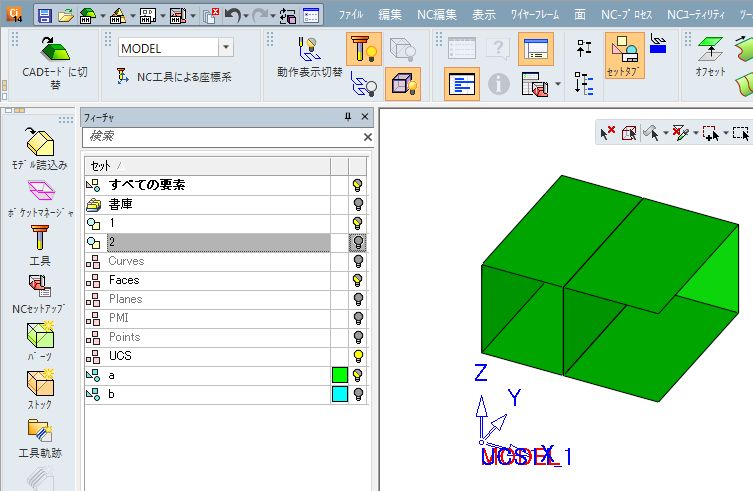 Ci
14
ファイル 編集 NC編集 表示 ワイヤーフレーム 面 NC-プロセス NCユーティリティ ツー
CADモードに切
替
MODEL
NC工具による座標系
動作表示切替
セットタブ
オフセット
モデル読込み
ポケットマネージャ
工具
NCセットアップ
パーツ
ストック
工具軌跡
フィーチャ
検索
セット
すべての要素
書庫
1
2
Curves
Faces
Planes
PMI
Points
UCS
a
b
Z
Y
X